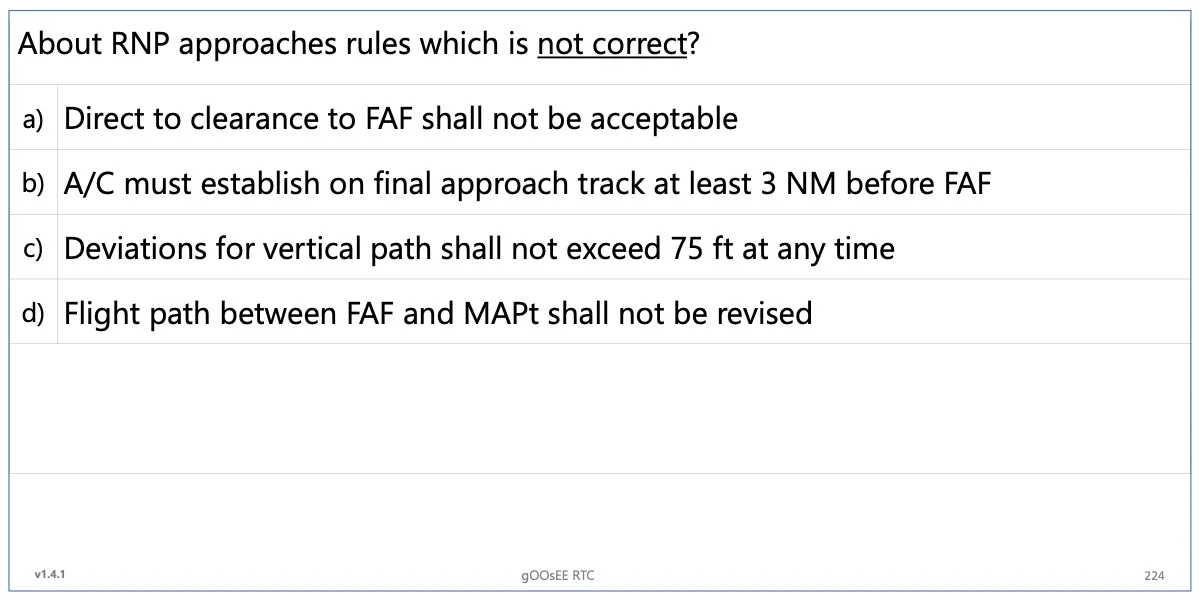 About RNP approaches rules which is not correct?
a) Direct to clearance to FAF shall not be acceptable
b) A/C must establish on final approach track at least 3 NM before FAF
c) Deviations for vertical path shall not exceed 75 ft at any time
d) Flight path between FAF and MAPt shall not be revised
v1.4.1 gOOsEE RTC 224